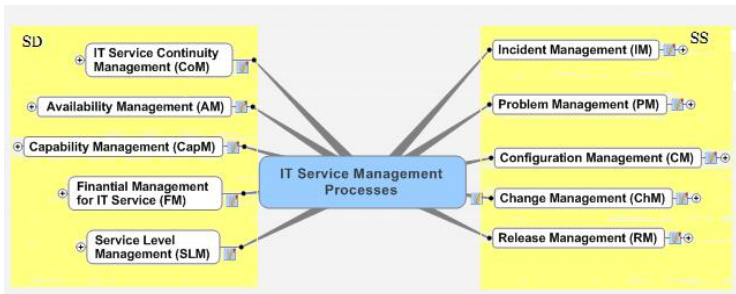 SD
IT Service Continuity
Management (CoM)
Availability Management (AM)
Capability Management (CapM)
Finantial Management
for IT Service (FM)
Service Level
Management (SLM)
IT Service Management
Processes
SS
Incident Management (IM)
Problem Management (PM)
Configuration Management (CM)
Change Management (ChM)
Release Management (RM)